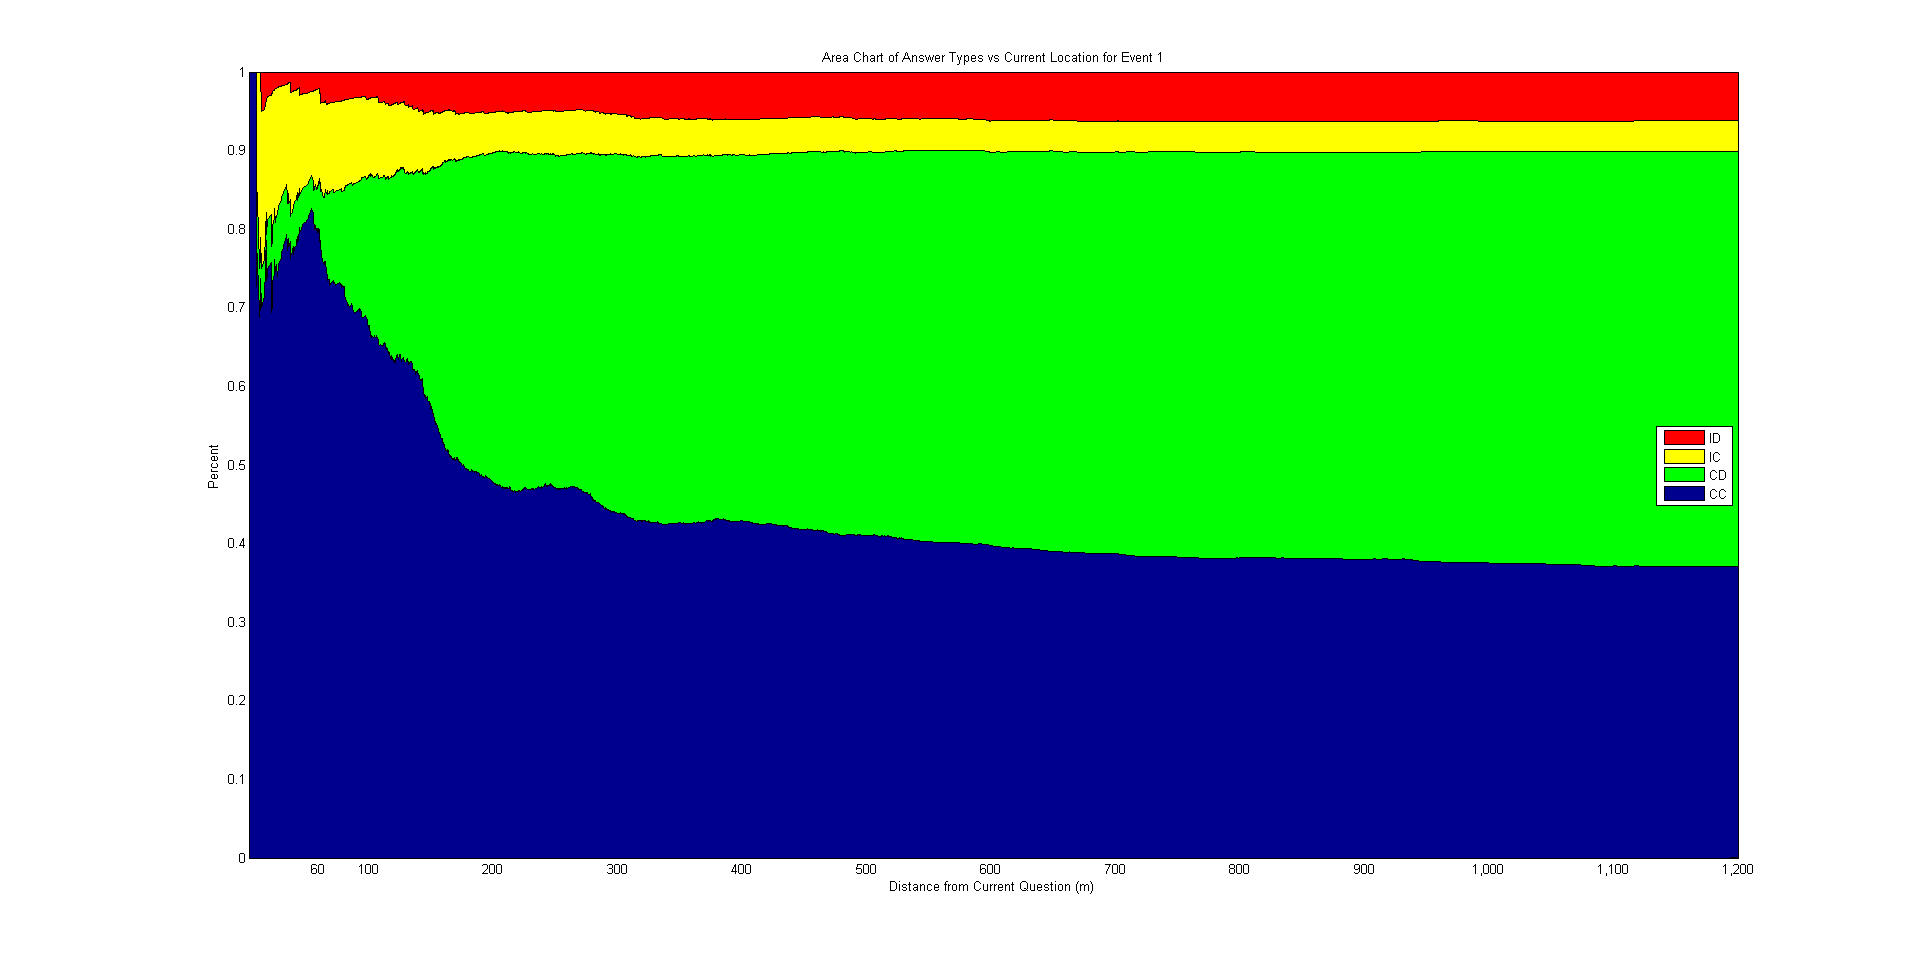 Area Chart of Answer Types vs Current Location for Event 1
1
0.9
0.8
0.7
0.6
0.5
0.4
0.3
0.2
0.1
0
Percent
ID
IC
CD
CC
60 100 200 300 400 500 600 700 800 900 1,000 1,100 1,200
Distance from Current Question (m)